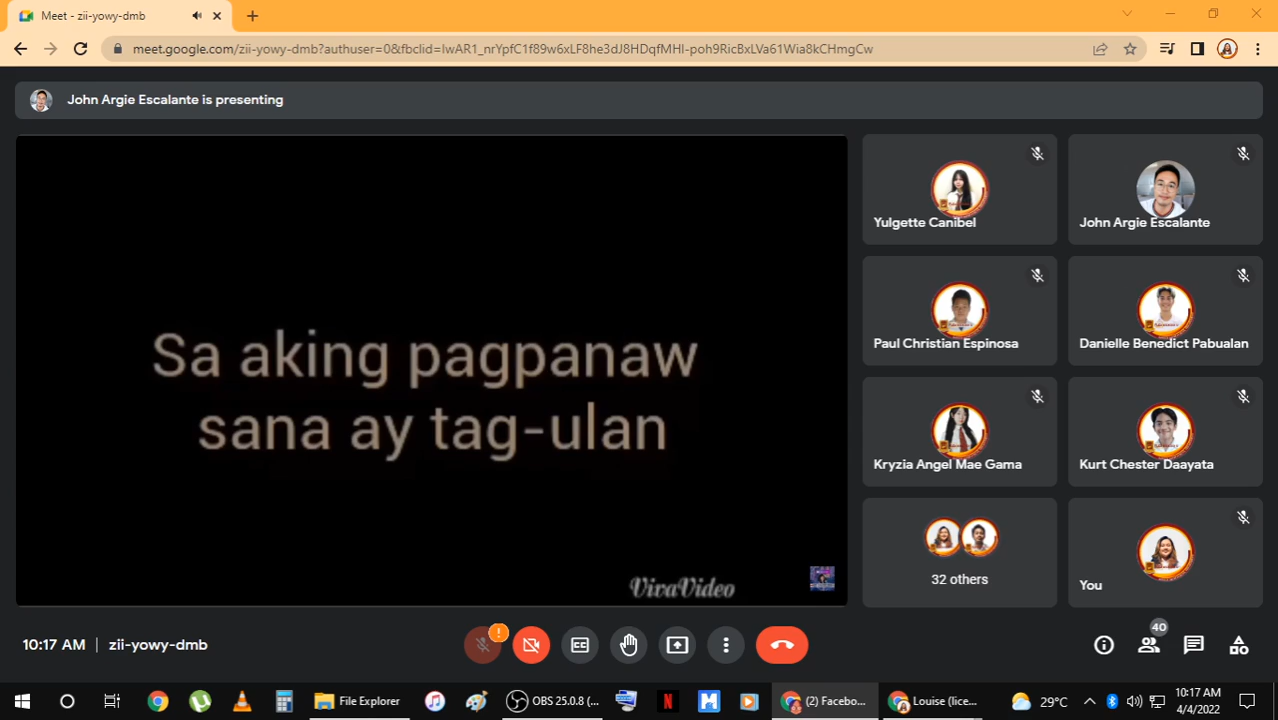 Meet - zii-yowy-dmb
meet.google.com/zii-yowy-dmb?authuser=0&fbclid=IwAR1_nrYpfC1f89w6xLF8he3dJ8HDqfMHI-poh9RicBxLVa61Wia8kCHmgCw
John Argie Escalante is presenting
Sa aking pagpanaw
sana ay tag-ulan
VivaVideo
Yulgette Canibel
John Argie Escalante
Paul Christian Espinosa
Danielle Benedict Pabualan
Kryzia Angel Mae Gama
Kurt Chester Daayata
32 others
You
10:17 AM | zii-yowy-dmb
CC
40
File Explorer
OBS 25.0.8 (...
(2) Facebo...
Louise (lice...
29°C
10:17 AM
4/4/2022